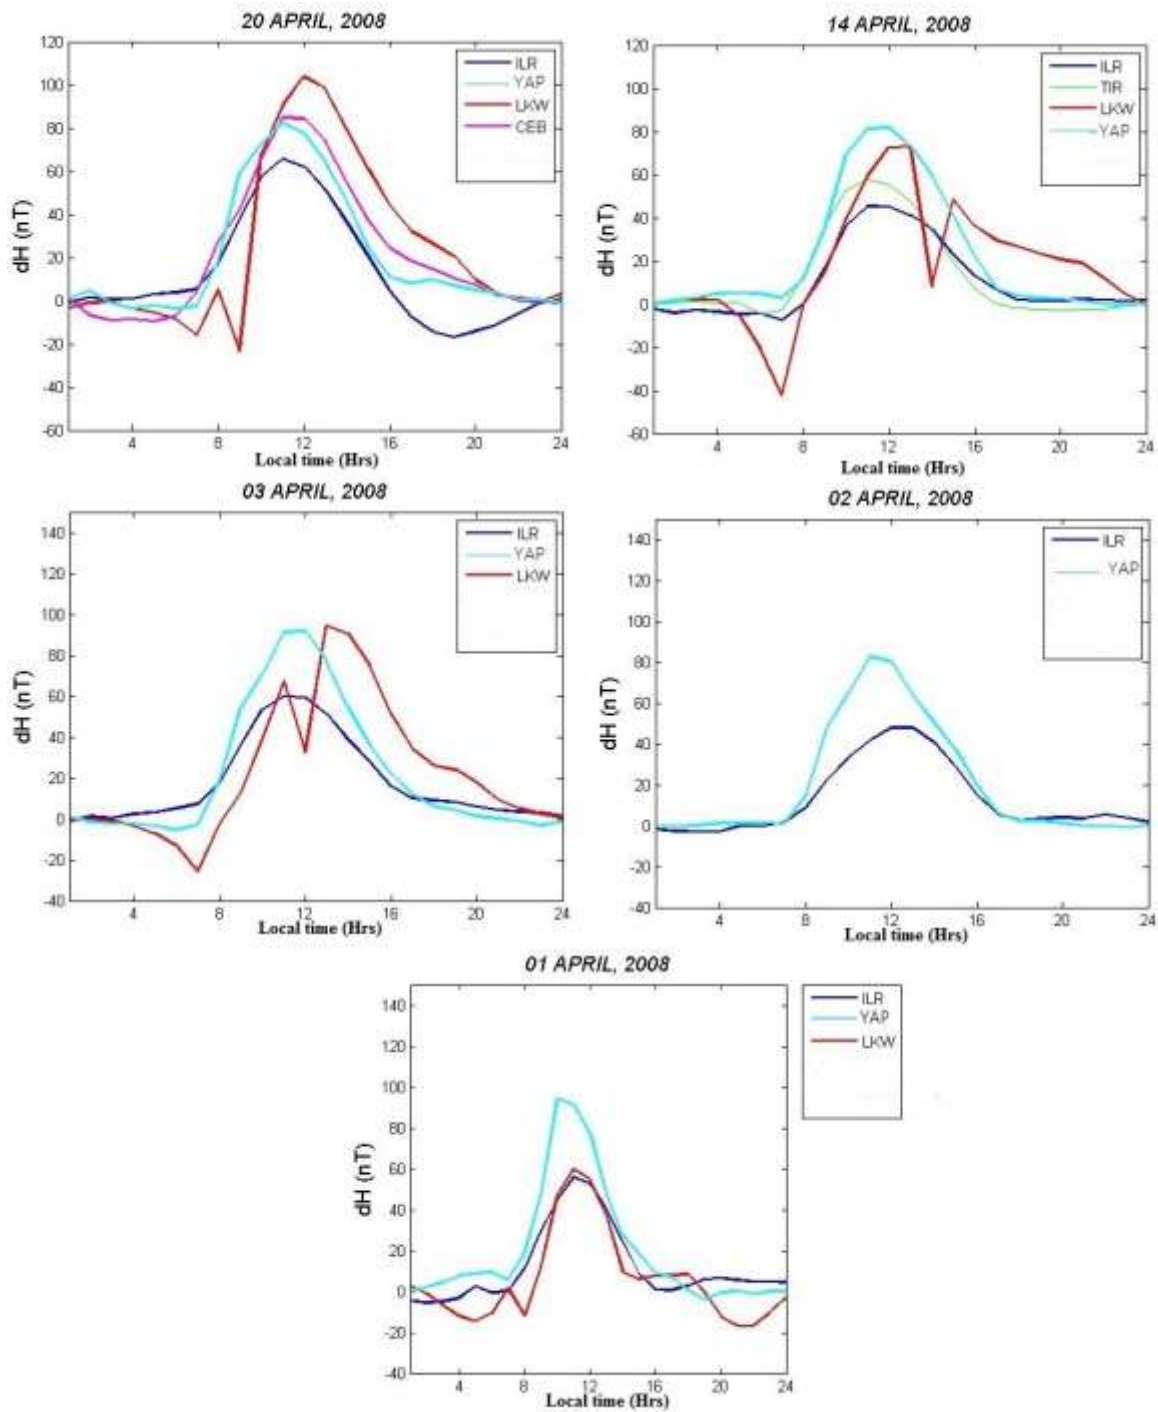 20 APRIL, 2008
120
100
80
60
40
20
0
-20
-40
-60
dH (nT)
4
8
12
16
20
24
Local time (Hrs)
ILR
YAP
LKW
CEB
14 APRIL, 2008
120
100
80
60
40
20
0
-20
-40
-60
dH (nT)
4
8
12
16
20
24
Local time (Hrs)
ILR
TIR
LKW
YAP
03 APRIL, 2008
140
120
100
80
60
40
20
0
-20
-40
dH (nT)
4
8
12
16
20
24
Local time (Hrs)
ILR
YAP
LKW
02 APRIL, 2008
140
120
100
80
60
40
20
0
-20
-40
dH (nT)
4
8
12
16
20
24
Local time (Hrs)
ILR
YAP
01 APRIL, 2008
140
120
100
80
60
40
20
0
-20
-40
dH (nT)
4
8
12
16
20
24
Local time (Hrs)
ILR
YAP
LKW